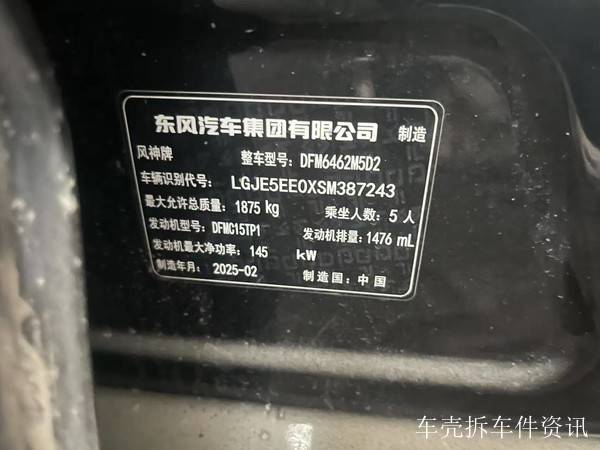 东风汽车集团有限公司 制造
风神牌 整车型号: DFM6462M5D2
车辆识别代号: LGJE5EE0XSM387243
最大允许总质量: 1875 kg 乘坐人数: 5 人
发动机型号: DFMC15TP1 发动机排量: 1476 mL
发动机最大净功率: 145 kW
制造年月: 2025-02 制造国: 中国
车壳拆车件资讯